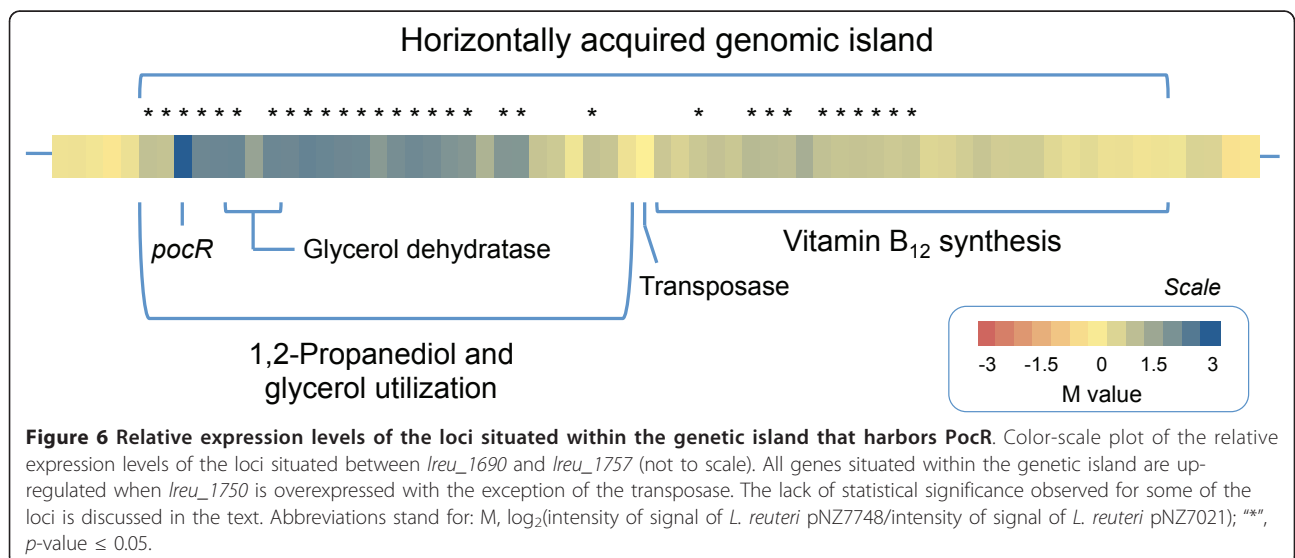 Horizontally acquired genomic island
* * * * * * * * * * * * * * * * * * * * * * * * * * * * * *
pocR
Glycerol dehydratase
Transposase
Vitamin B12 synthesis
1,2-Propanediol and
glycerol utilization
Scale
-3 -1.5 0 1.5 3
M value
Figure 6 Relative expression levels of the loci situated within the genetic island that harbors PocR. Color-scale plot of the relative
expression levels of the loci situated between lreu_1690 and lreu_1757 (not to scale). All genes situated within the genetic island are up-
regulated when lreu_1750 is overexpressed with the exception of the transposase. The lack of statistical significance observed for some of the
loci is discussed in the text. Abbreviations stand for: M, log2(intensity of signal of L. reuteri pNZ7748/intensity of signal of L. reuteri pNZ7021); "*",
p-value ≤ 0.05.